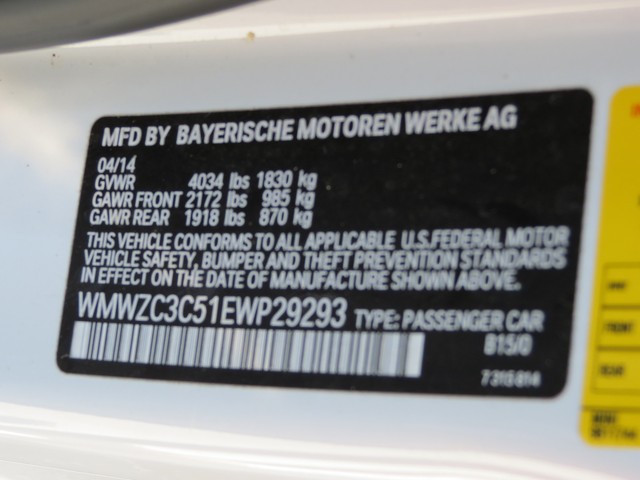 MFD BY BAYERISCHE MOTOREN WERKE AG
04/14
GVWR 4034 lbs 1830 kg
GAWR FRONT 2172 lbs 985 kg
GAWR REAR 1918 lbs 870 kg
THIS VEHICLE CONFORMS TO ALL APPLICABLE U.S.FEDERAL MOTOR
VEHICLE SAFETY, BUMPER AND THEFT PREVENTION STANDARDS
IN EFFECT ON THE DATE OF MANUFACTURE SHOWN ABOVE.
WMWZC3C51EWP29293 TYPE: PASSENGER CAR
B15/0
7315814